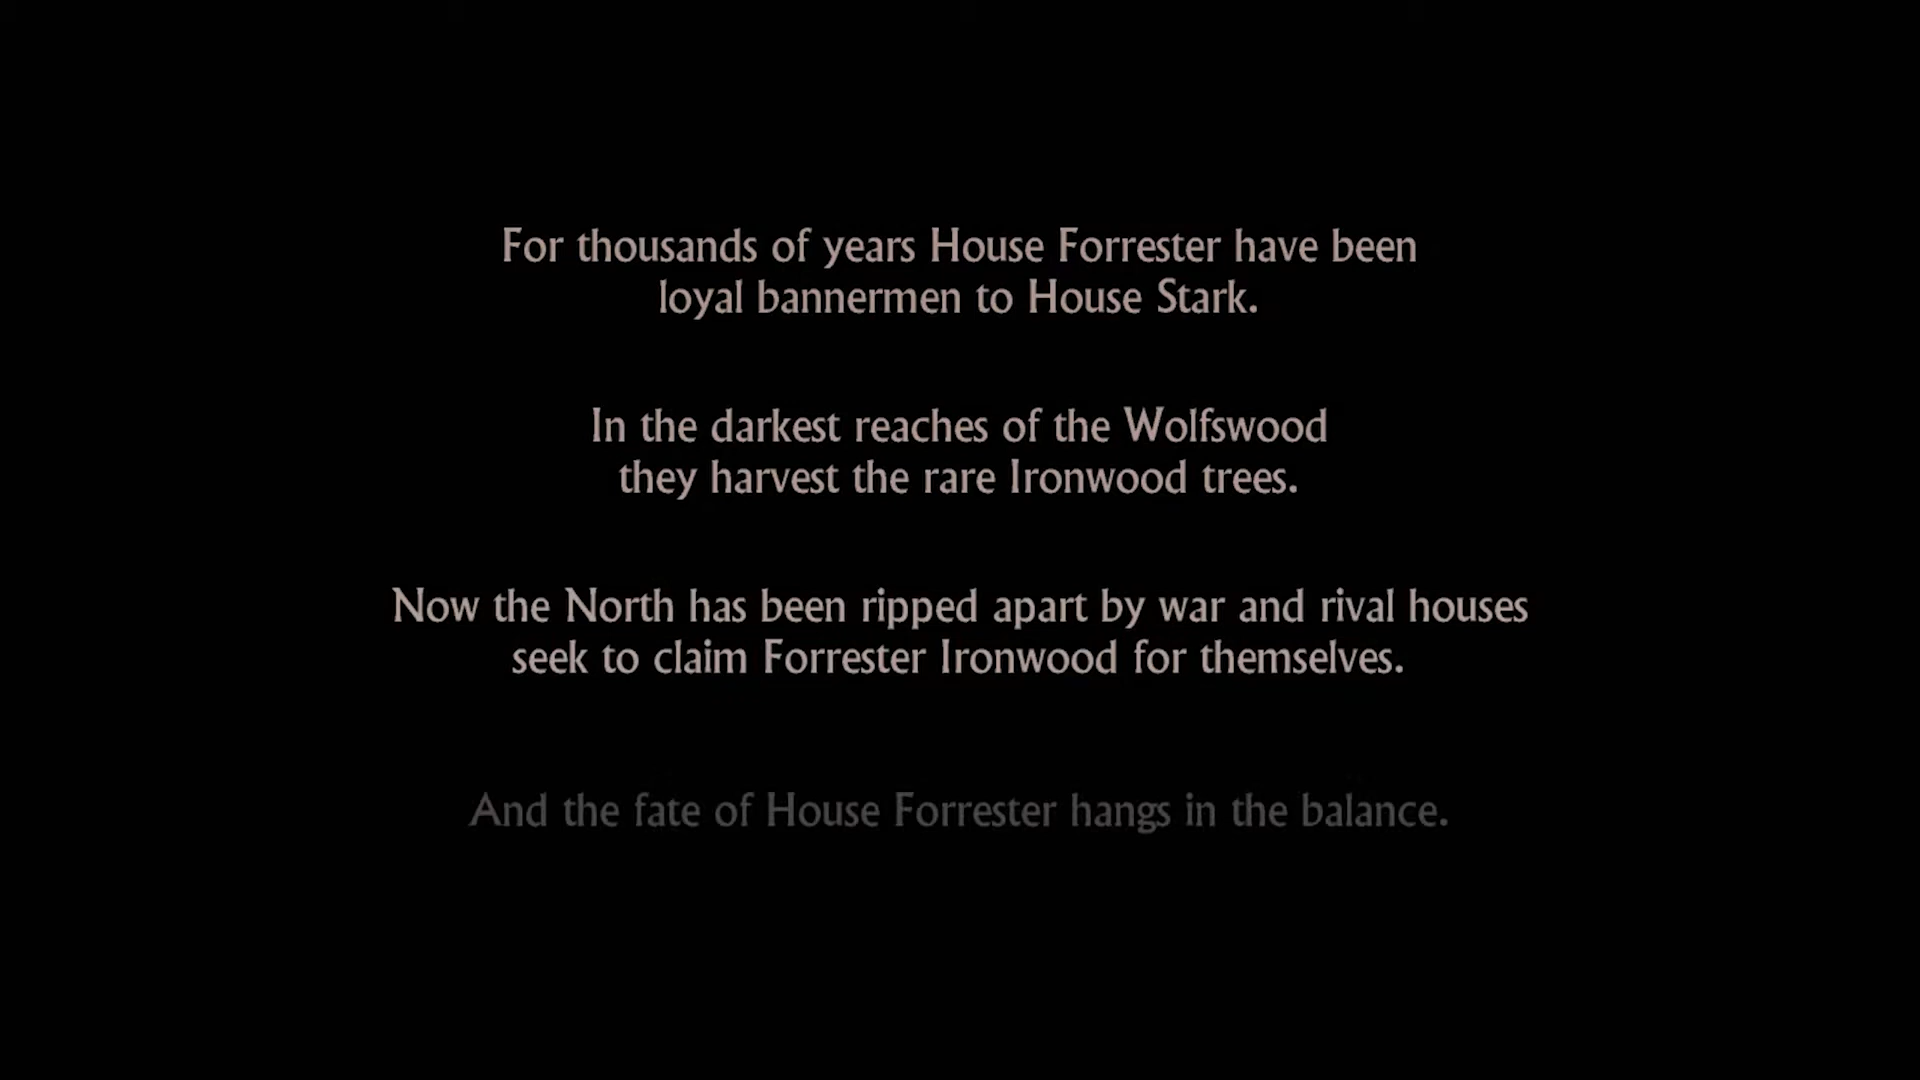 For thousands of years House Forrester have been
loyal bannermen to House Stark.
In the darkest reaches of the Wolfswood
they harvest the rare Ironwood trees.
Now the North has been ripped apart by war and rival houses
seek to claim Forrester Ironwood for themselves.
And the fate of House Forrester hangs in the balance.